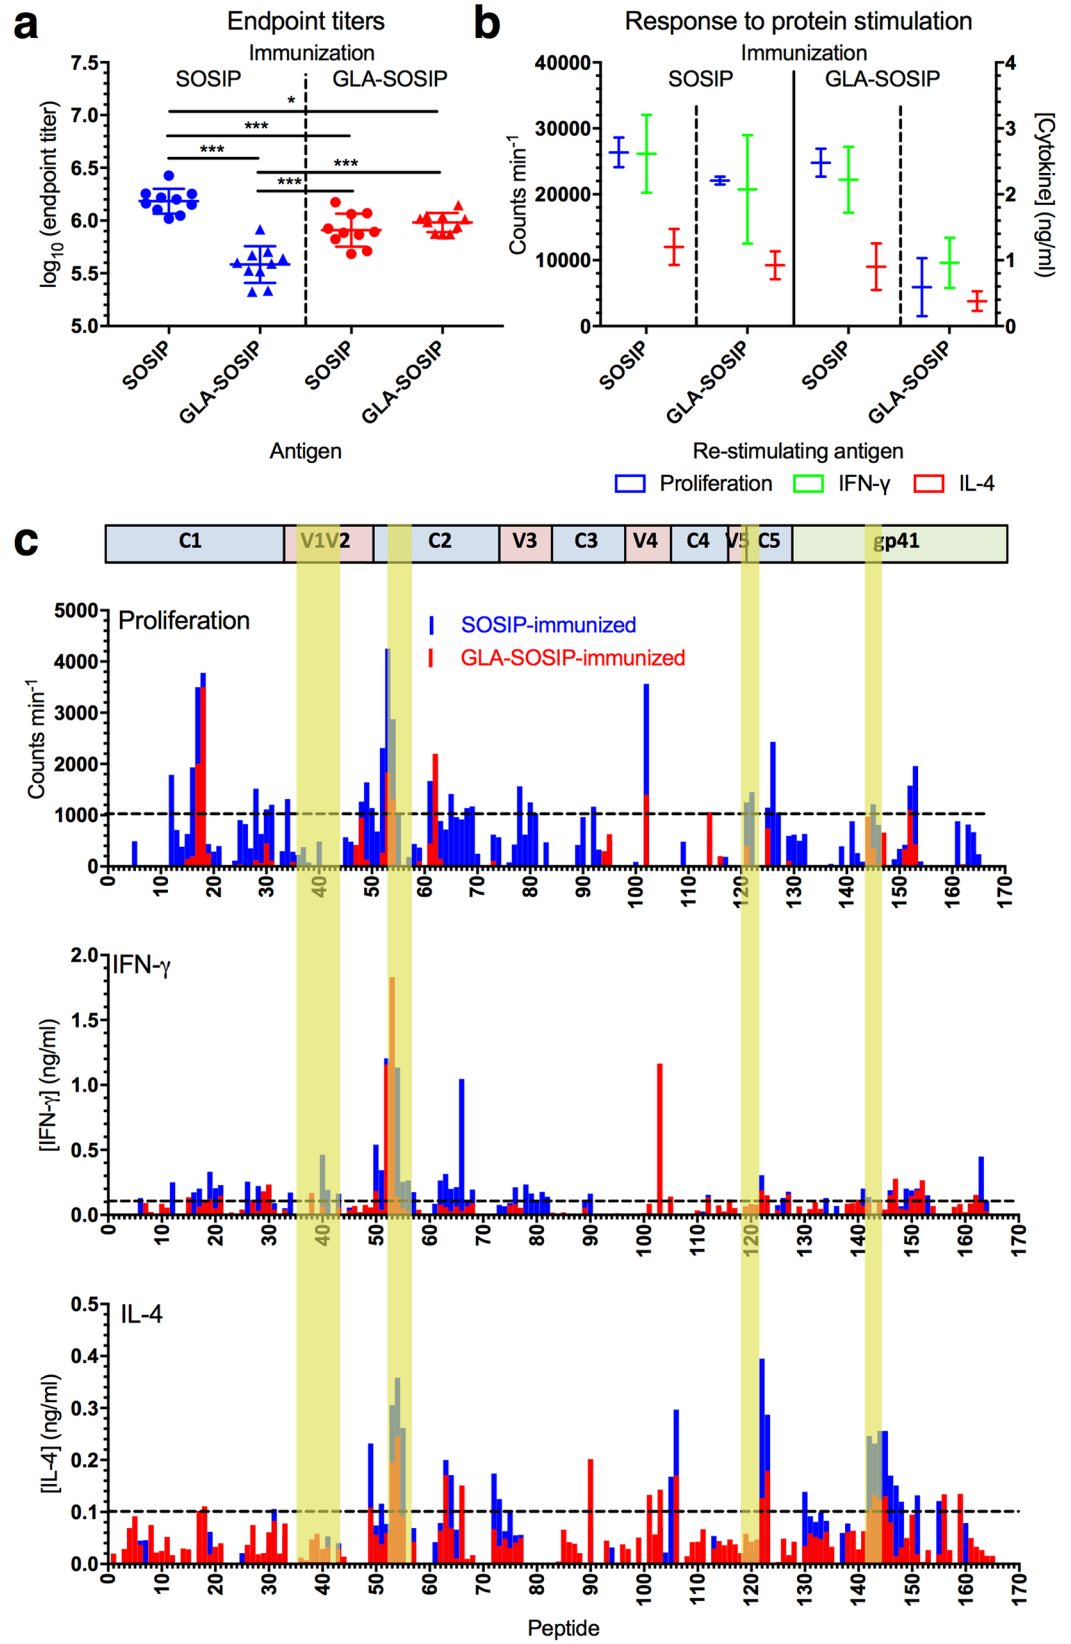 a
Endpoint titers
Immunization
SOSIP
GLA-SOSIP
7.5
7.0
6.5
6.0
5.5
5.0
log10 (endpoint titer)
*
***
***
***
***
SOSIP
GLA-SOSIP
SOSIP
GLA-SOSIP
Antigen
b
Response to protein stimulation
Immunization
SOSIP
GLA-SOSIP
40000
30000
20000
10000
0
Counts min-1
4
3
2
1
0
[Cytokine] (ng/ml)
SOSIP
GLA-SOSIP
SOSIP
GLA-SOSIP
Re-stimulating antigen
Proliferation
IFN-γ
IL-4
c
C1 V1V2 C2 V3 C3 V4 C4 V5 C5 gp41
Proliferation
SOSIP-immunized
GLA-SOSIP-immunized
5000
4000
3000
2000
1000
0
Counts min-1
0 10 20 30 40 50 60 70 80 90 100 110 120 130 140 150 160 170
IFN-γ
2.0
1.5
1.0
0.5
0.0
[IFN-γ] (ng/ml)
0 10 20 30 40 50 60 70 80 90 100 110 120 130 140 150 160 170
IL-4
0.5
0.4
0.3
0.2
0.1
0.0
[IL-4] (ng/ml)
0 10 20 30 40 50 60 70 80 90 100 110 120 130 140 150 160 170
Peptide